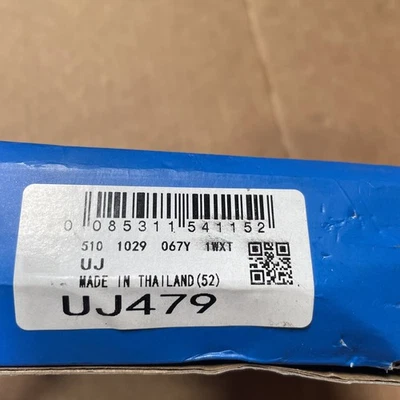 0 085311 541152
510 1029 067Y 1WXT
UJ
MADE IN THAILAND(52)
UJ479